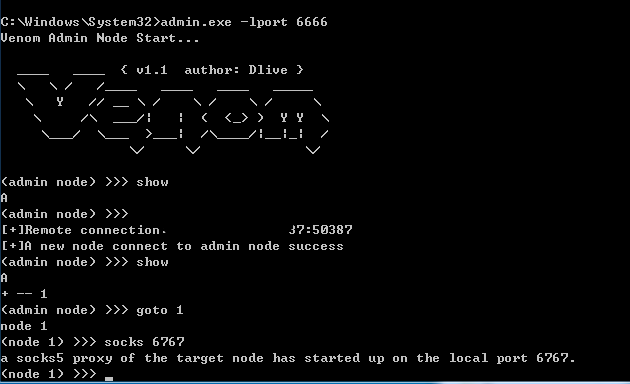 C:\Windows\System32>admin.exe -lport 6666
Venom Admin Node Start...
{ v1.1 author: Dlive }
Venom
(admin node) >>> show
A
(admin node) >>>
[+]Remote connection. 37:50387
[+]A new node connect to admin node success
(admin node) >>> show
A
+ -- 1
(admin node) >>> goto 1
node 1
(node 1) >>> socks 6767
a socks5 proxy of the target node has started up on the local port 6767.
(node 1) >>>